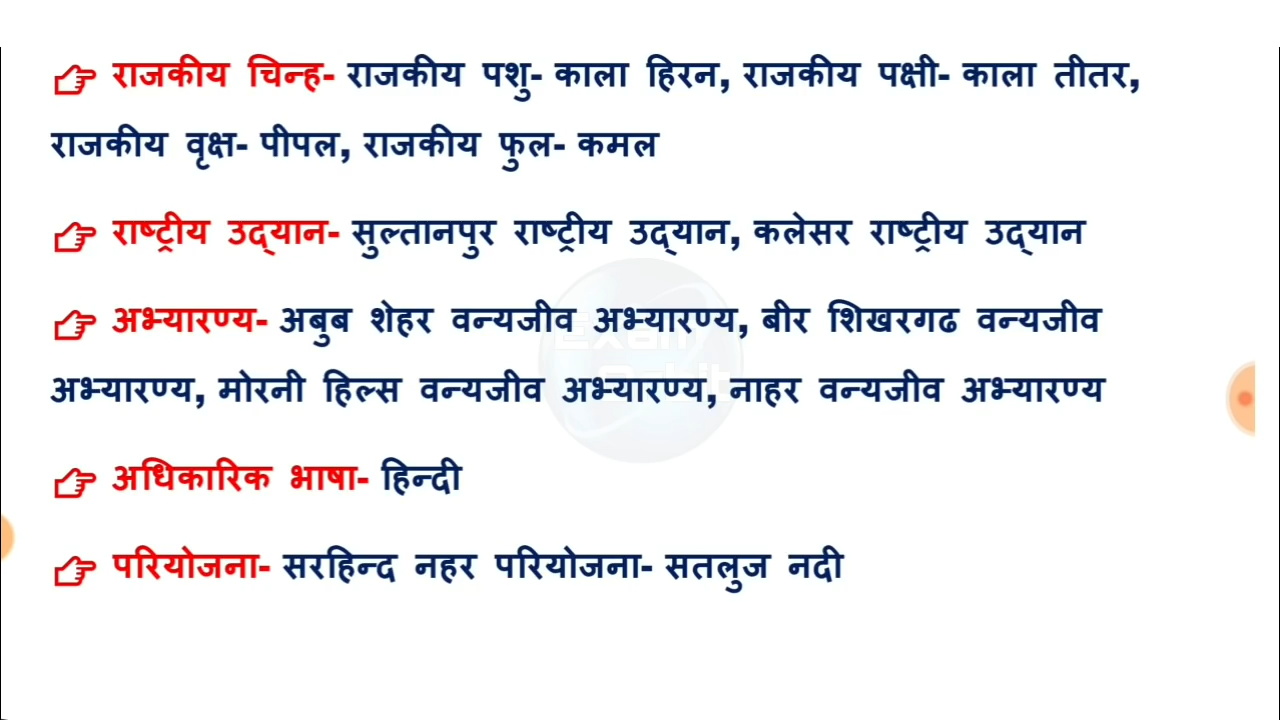 राजकीय चिन्ह- राजकीय पशु- काला हिरन, राजकीय पक्षी- काला तीतर,
राजकीय वृक्ष- पीपल, राजकीय फुल- कमल
राष्ट्रीय उद्यान- सुल्तानपुर राष्ट्रीय उद्यान, कलेसर राष्ट्रीय उद्यान
अभ्यारण्य- अबुब शेहर वन्यजीव अभ्यारण्य, बीर शिखरगढ वन्यजीव
अभ्यारण्य, मोरनी हिल्स वन्यजीव अभ्यारण्य, नाहर वन्यजीव अभ्यारण्य
Exam
Orbit
अधिकारिक भाषा- हिन्दी
परियोजना- सरहिन्द नहर परियोजना- सतलुज नदी